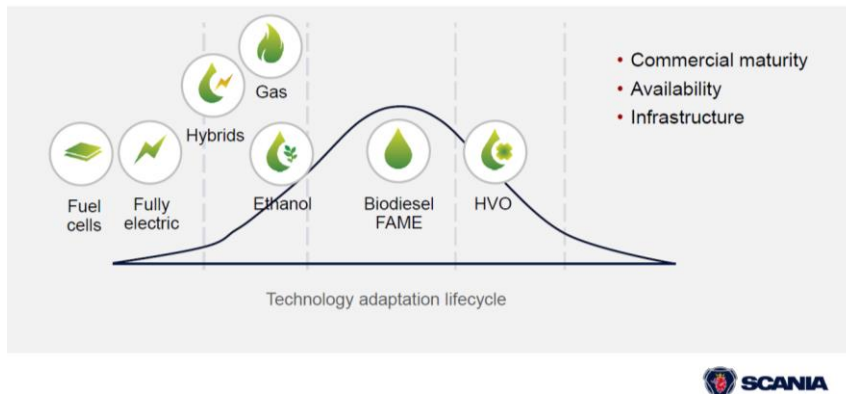 Gas
Hybrids
Fuel
cells
Fully
electric
Ethanol
Biodiesel
FAME
HVO
• Commercial maturity
• Availability
• Infrastructure
Technology adaptation lifecycle
SCANIA